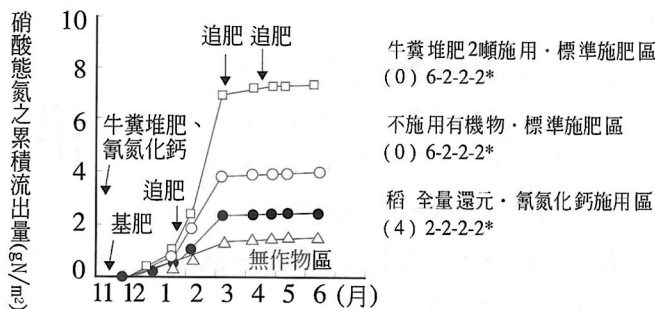 硝酸態氮之累積流出量(gN/m²)
10
8
6
4
2
0
追肥 追肥
牛糞堆肥、
氰氮化鈣
追肥
基肥
無作物區
11 12 1 2 3 4 5 6 (月)
牛糞堆肥2噸施用・標準施肥區
(0) 6-2-2-2*
不施用有機物・標準施肥區
(0) 6-2-2-2*
稻 全量還元・氰氮化鈣施用區
(4) 2-2-2-2*